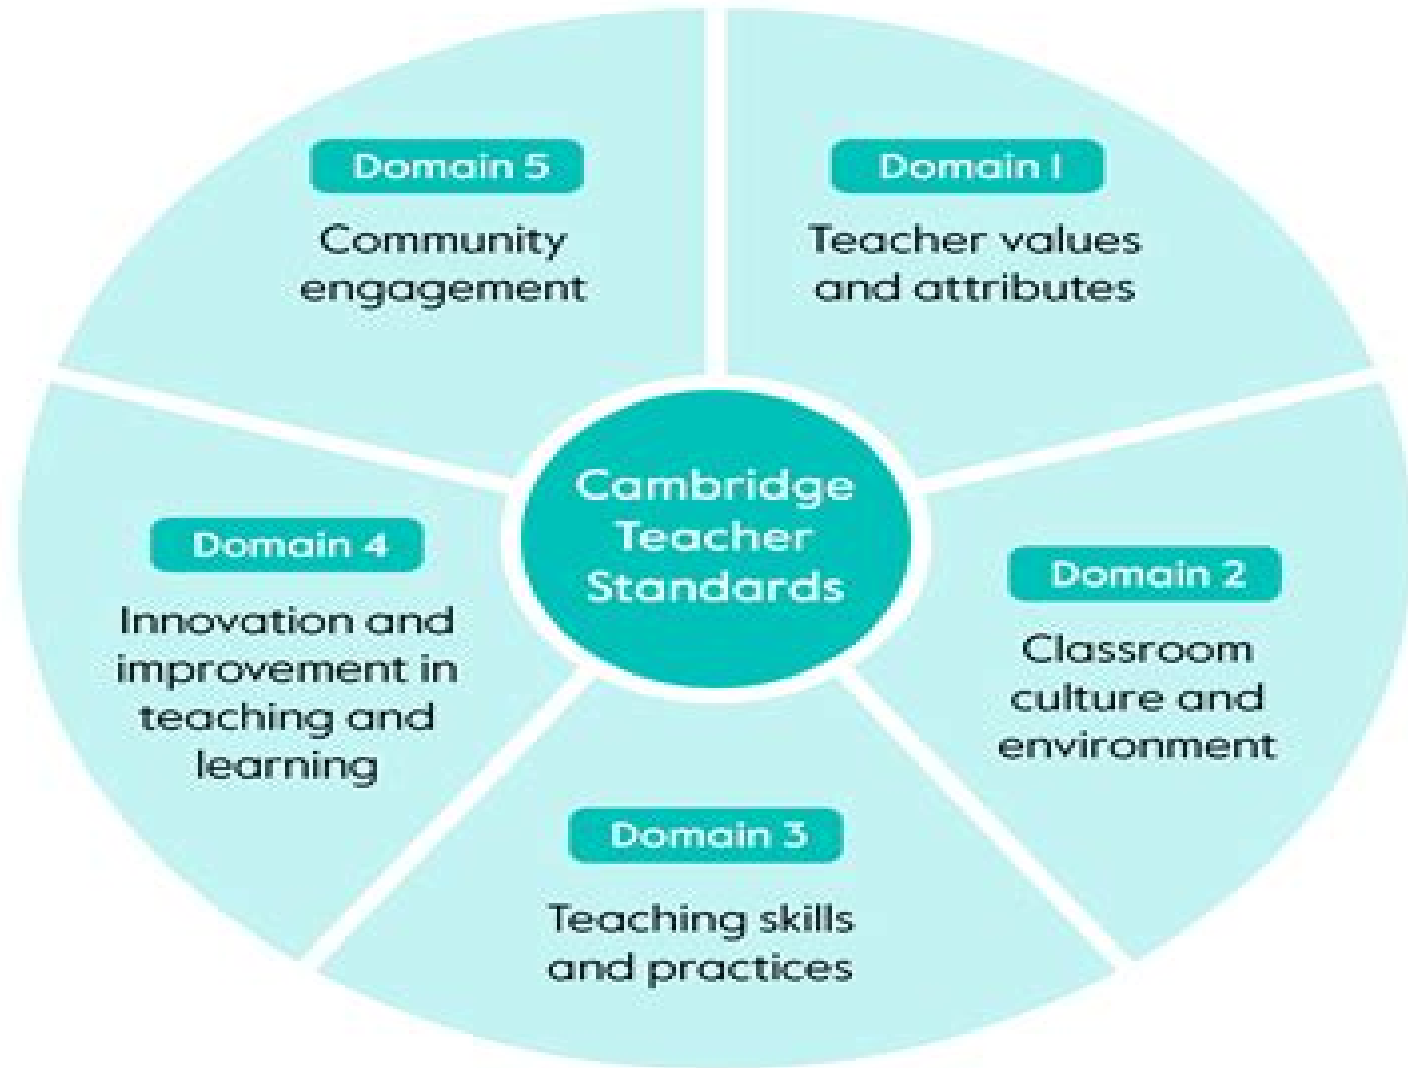 Cambridge
Teacher
Standards
Domain 1
Teacher values
and attributes
Domain 2
Classroom
culture and
environment
Domain 3
Teaching skills
and practices
Domain 4
Innovation and
improvement in
teaching and
learning
Domain 5
Community
engagement